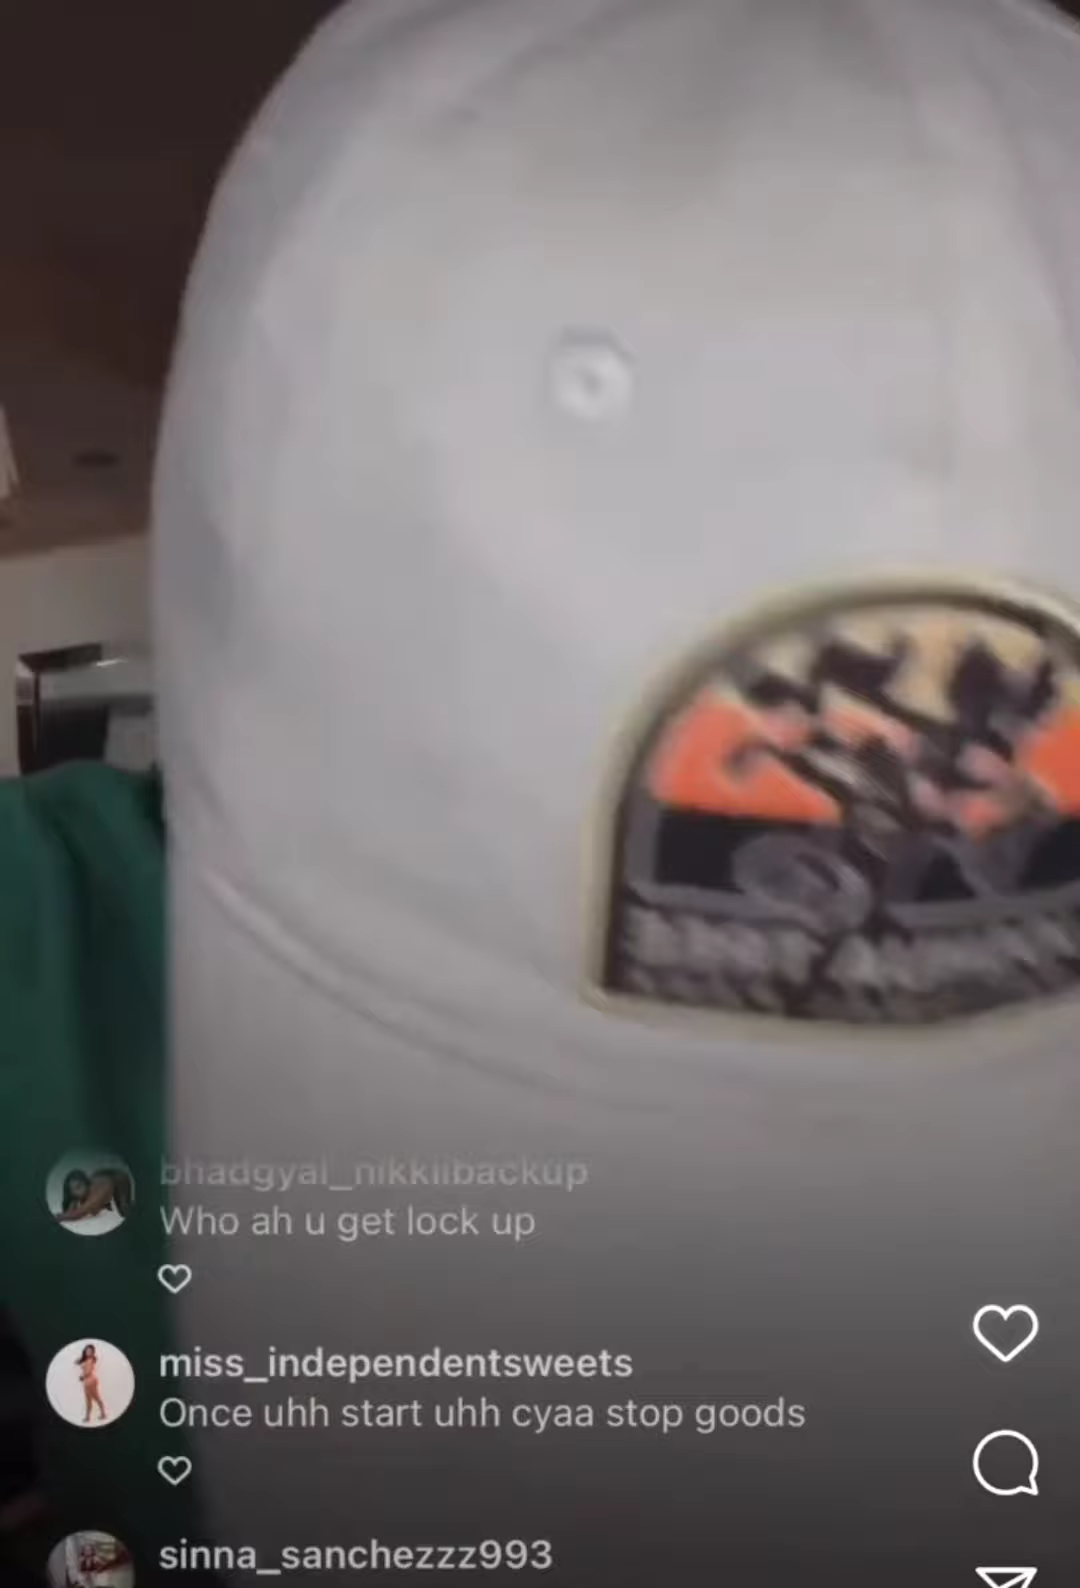 bhadgyal_nikkiibackup
Who ah u get lock up
miss_independentsweets
Once uhh start uhh cyaa stop goods
sinna_sanchezzz993